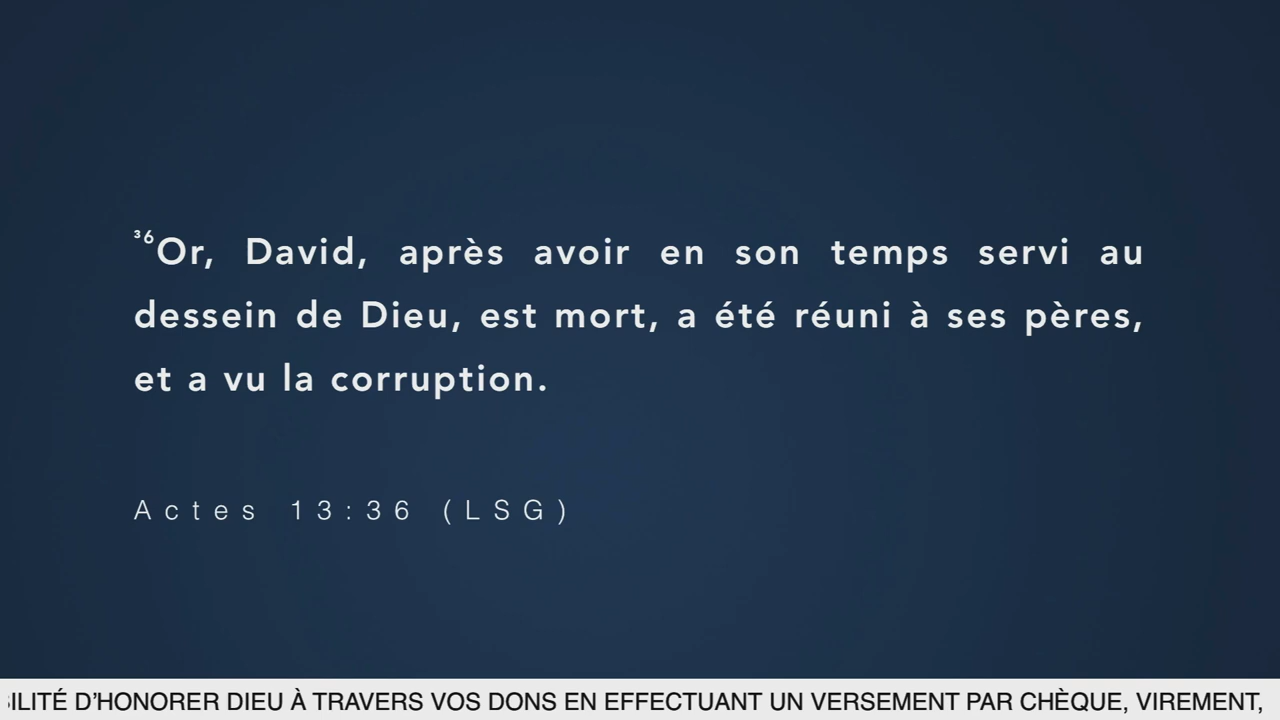 ³⁶Or, David, après avoir en son temps servi au
dessein de Dieu, est mort, a été réuni à ses pères,
et a vu la corruption.
Actes 13:36 (LSG)
D’HONORER DIEU À TRAVERS VOS DONS EN EFFECTUANT UN VERSEMENT PAR CHÈQUE, VIREMENT,